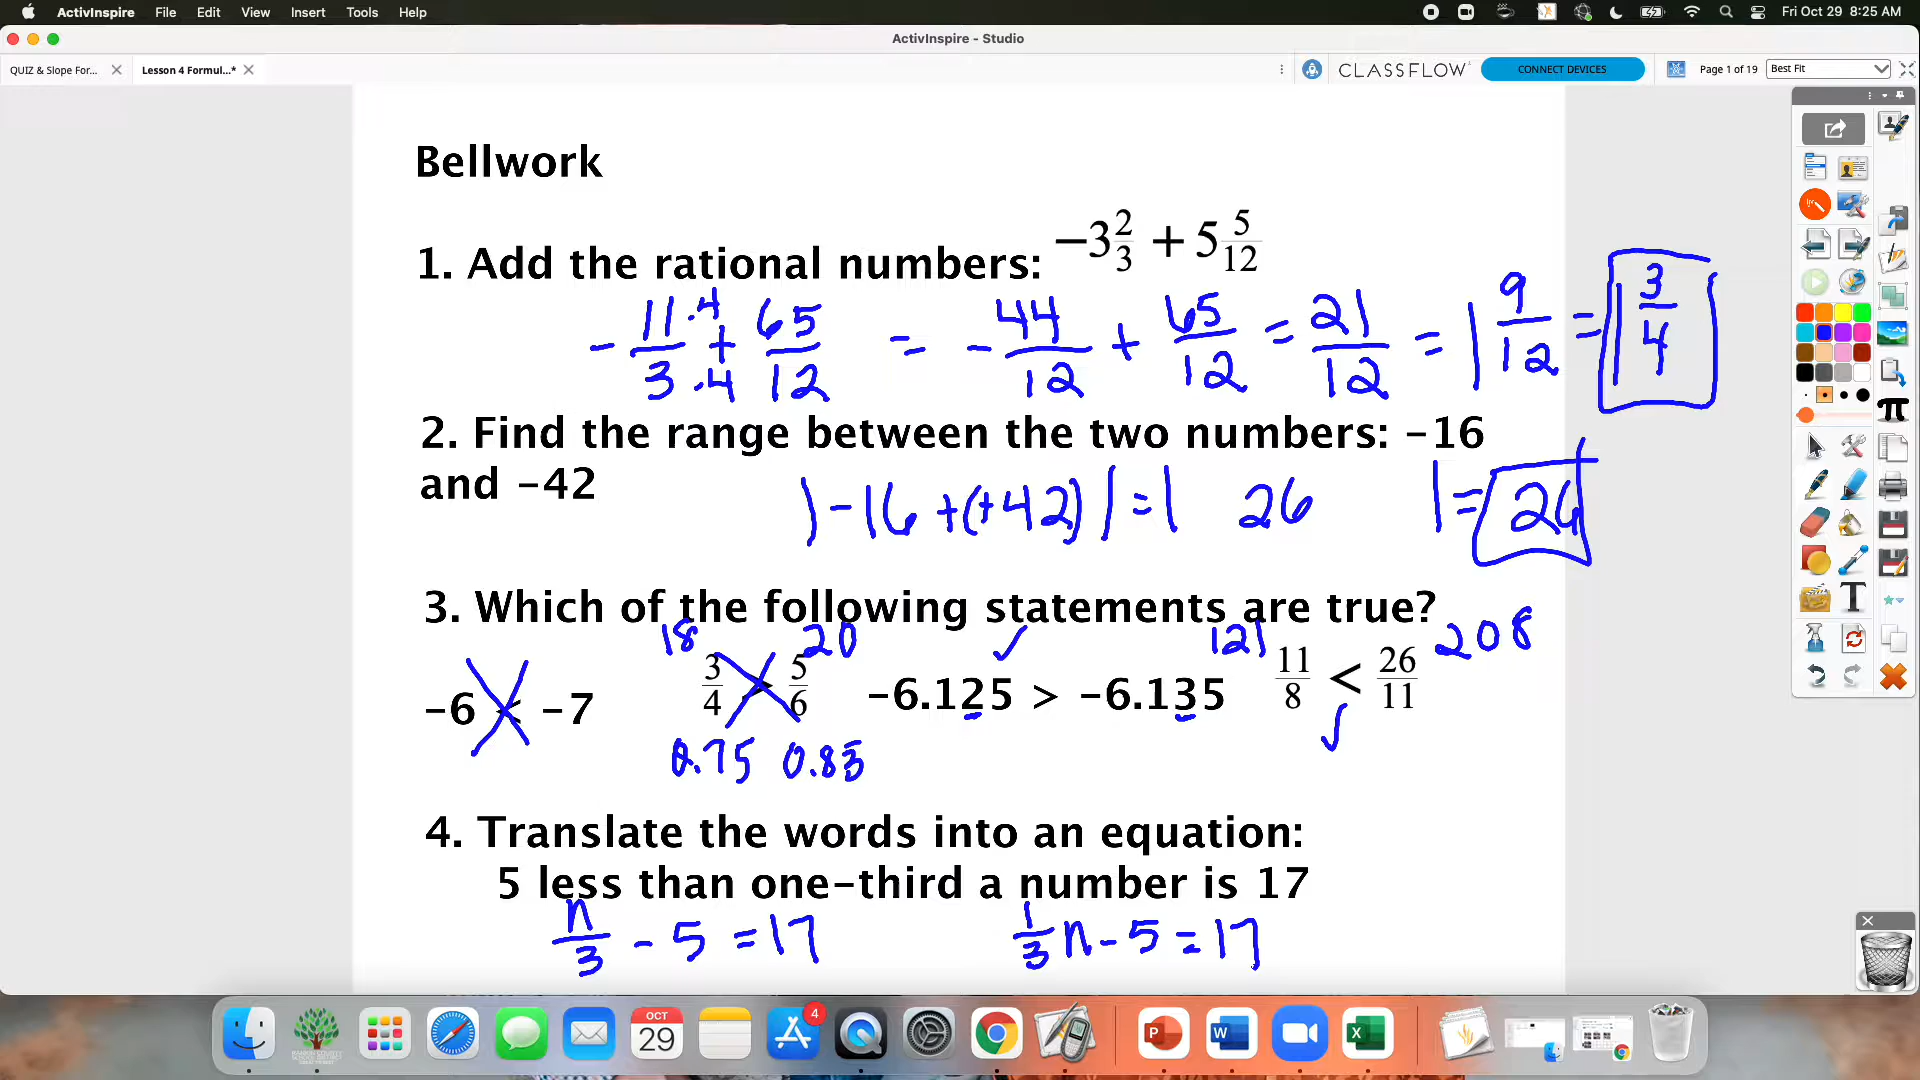 ActivInspire File Edit View Insert Tools Help Fri Oct 29 8:25 AM
ActivInspire - Studio
QUIZ & Slope For... Lesson 4 Formul...* CLASSFLOW CONNECT DEVICES Page 1 of 19 Best Fit
Bellwork
1. Add the rational numbers: −3 2/3 + 5 5/12
- 11·4/3·4 + 65/12 = - 44/12 + 65/12 = 21/12 = 1 9/12 = 1 3/4
2. Find the range between the two numbers: -16
and -42
|-16 +(+42)| = | 26 | = 26
3. Which of the following statements are true?
18 20 ✓ 121 208
-6 < -7 3/4 > 5/6 -6.125 > -6.135 11/8 < 26/11
✓
0.75 0.83
4. Translate the words into an equation:
5 less than one-third a number is 17
n/3 - 5 = 17 1/3 n - 5 = 17
T
π
OCT
29
4
P W X